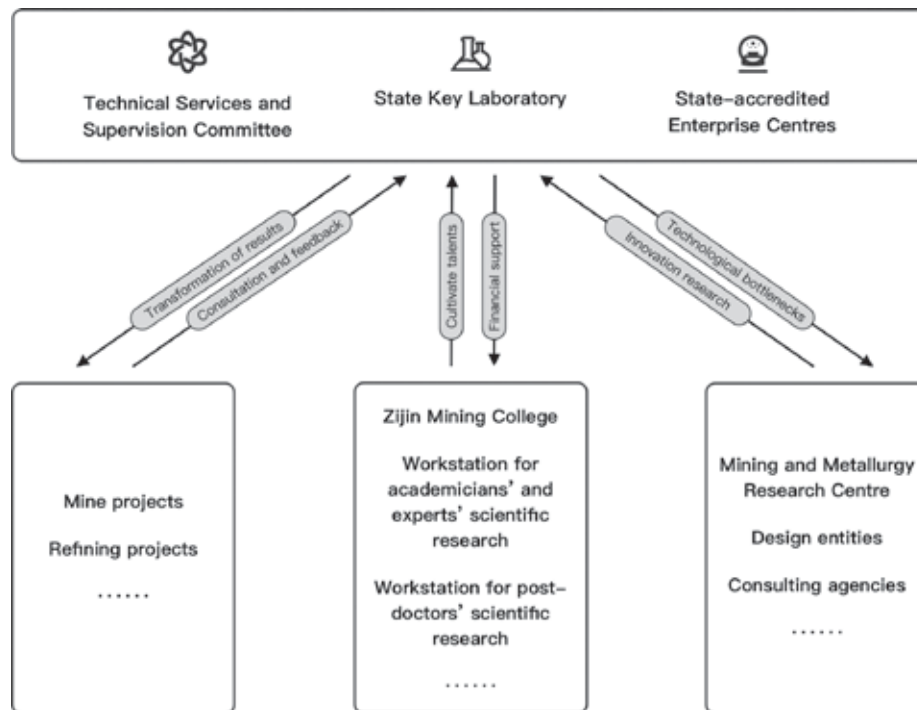 Technical Services and
Supervision Committee
State Key Laboratory
State-accredited
Enterprise Centres
Transformation of results
Consultation and feedback
Cultivate talents
Financial support
Innovation research
Technological bottlenecks
Mine projects
Refining projects
......
Zijin Mining College
Workstation for
academicians' and
experts' scientific
research
Workstation for post-
doctors' scientific
research
......
Mining and Metallurgy
Research Centre
Design entities
Consulting agencies
......